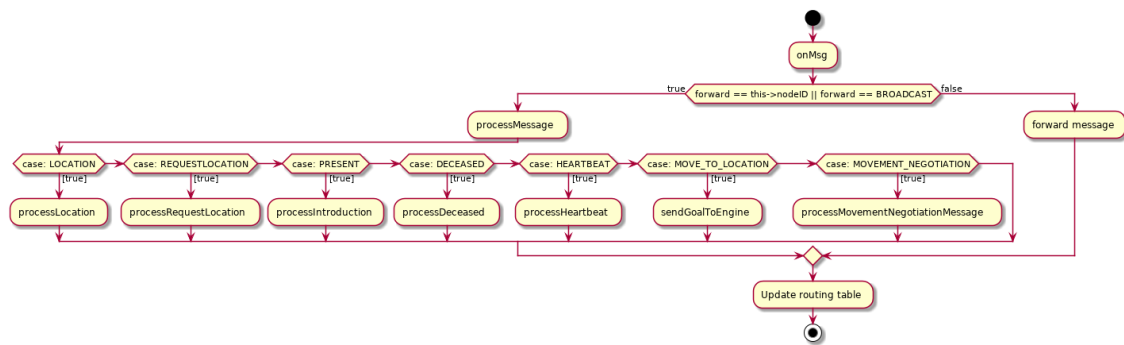 onMsg
true
forward == this->nodeID || forward == BROADCAST
false
processMessage
forward message
case: LOCATION
case: REQUESTLOCATION
case: PRESENT
case: DECEASED
case: HEARTBEAT
case: MOVE_TO_LOCATION
case: MOVEMENT_NEGOTIATION
[true]
[true]
[true]
[true]
[true]
[true]
[true]
processLocation
processRequestLocation
processIntroduction
processDeceased
processHeartbeat
sendGoalToEngine
processMovementNegotiationMessage
Update routing table